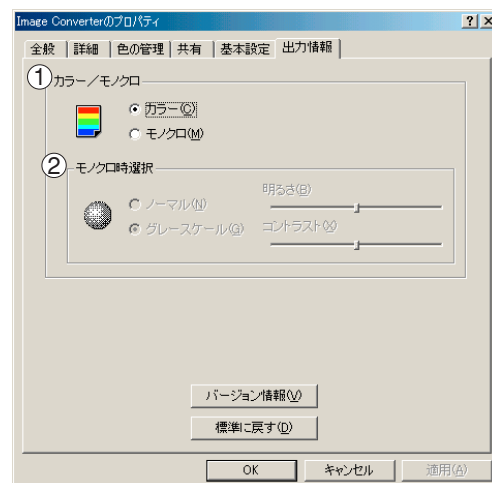 Image Converterのプロパティ
全般 詳細 色の管理 共有 基本設定 出力情報
① カラー／モノクロ
カラー(C)
モノクロ(M)
② モノクロ時選択
ノーマル(N)
グレースケール(G)
明るさ(B)
コントラスト(X)
バージョン情報(V)
標準に戻す(D)
OK キャンセル 適用(A)